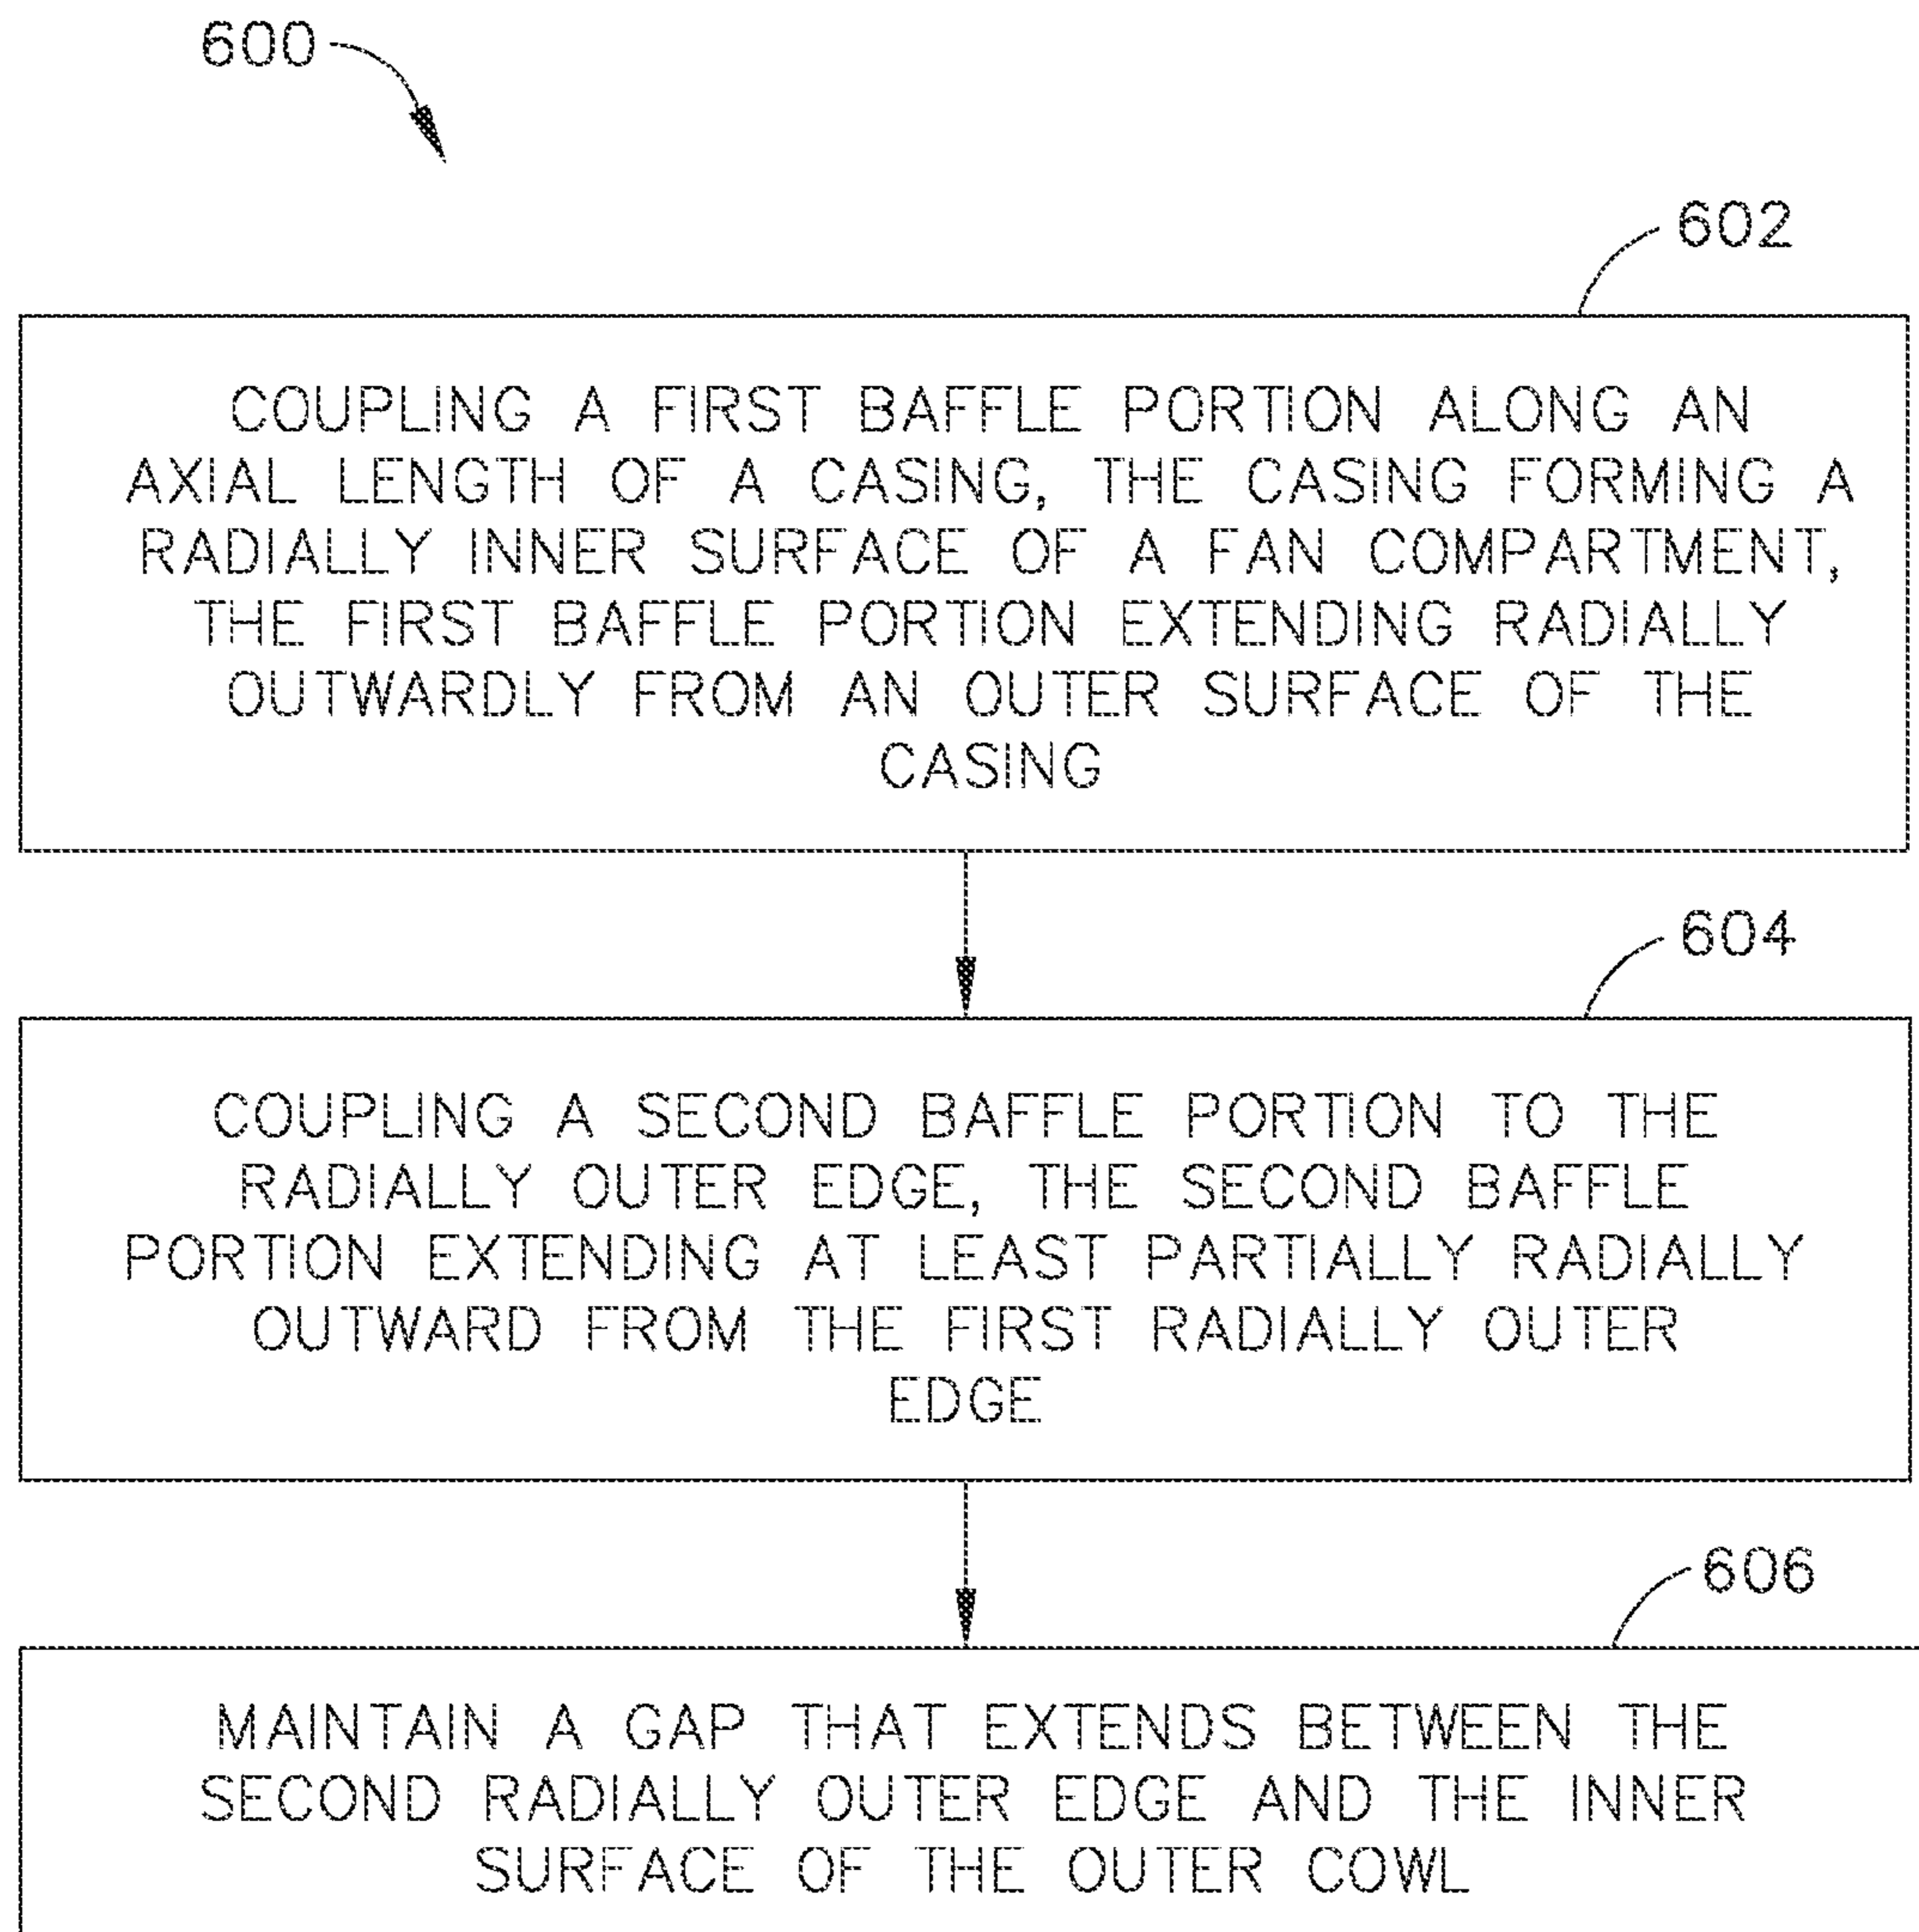 600
602
COUPLING A FIRST BAFFLE PORTION ALONG AN
AXIAL LENGTH OF A CASING, THE CASING FORMING A
RADIALLY INNER SURFACE OF A FAN COMPARTMENT,
THE FIRST BAFFLE PORTION EXTENDING RADIALLY
OUTWARDLY FROM AN OUTER SURFACE OF THE
CASING
604
COUPLING A SECOND BAFFLE PORTION TO THE
RADIALLY OUTER EDGE, THE SECOND BAFFLE
PORTION EXTENDING AT LEAST PARTIALLY RADIALLY
OUTWARD FROM THE FIRST RADIALLY OUTER
EDGE
606
MAINTAIN A GAP THAT EXTENDS BETWEEN THE
SECOND RADIALLY OUTER EDGE AND THE INNER
SURFACE OF THE OUTER COWL